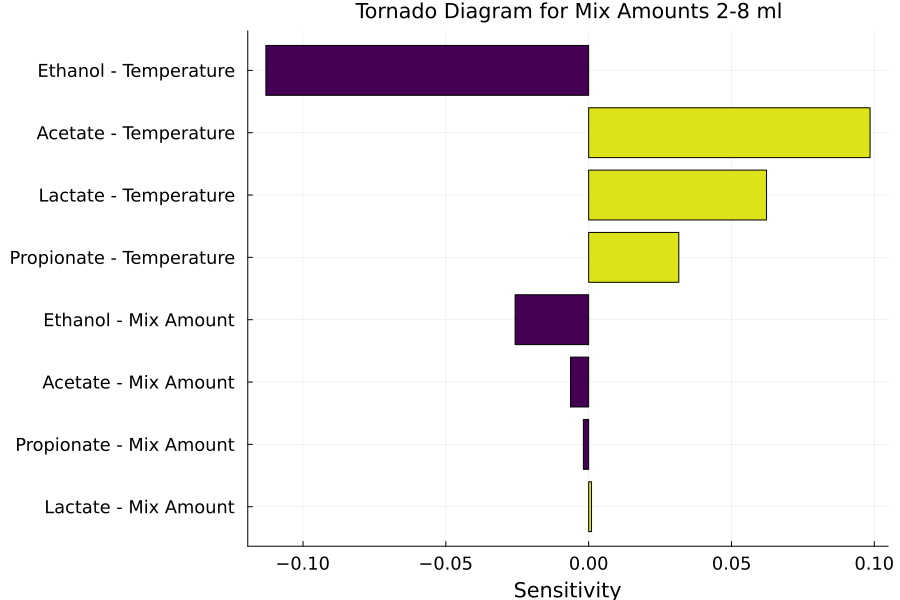 Tornado Diagram for Mix Amounts 2-8 ml
Ethanol - Temperature
Acetate - Temperature
Lactate - Temperature
Propionate - Temperature
Ethanol - Mix Amount
Acetate - Mix Amount
Propionate - Mix Amount
Lactate - Mix Amount
−0.10 −0.05 0.00 0.05 0.10
Sensitivity